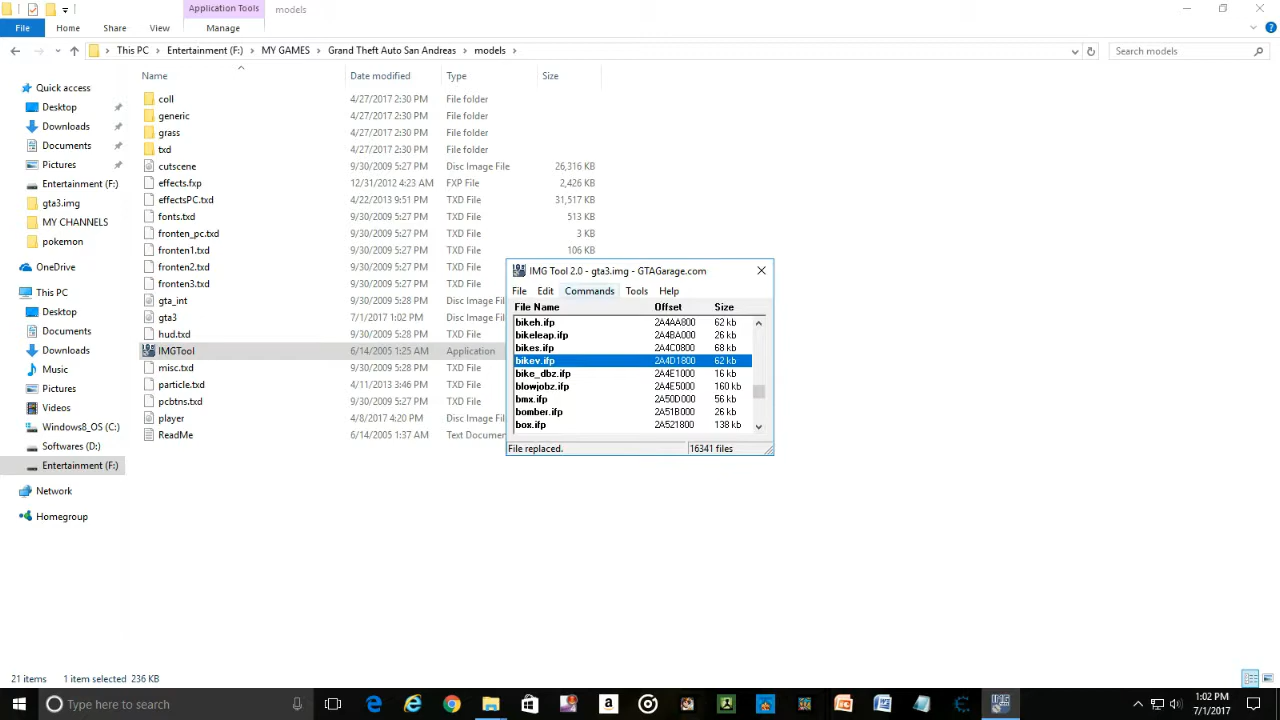 Application Tools
models
File
Home
Share
View
Manage
This PC
Entertainment (F:)
MY GAMES
Grand Theft Auto San Andreas
models
Search models
Name
Date modified
Type
Size
Quick access
Desktop
Downloads
Documents
Pictures
Entertainment (F:)
gta3.img
MY CHANNELS
pokemon
OneDrive
This PC
Desktop
Documents
Downloads
Music
Pictures
Videos
Windows8_OS (C:)
Softwares (D:)
Entertainment (F:)
Network
Homegroup
coll 4/27/2017 2:30 PM File folder
generic 4/27/2017 2:30 PM File folder
grass 4/27/2017 2:30 PM File folder
txd 4/27/2017 2:30 PM File folder
cutscene 9/30/2009 5:27 PM Disc Image File 26,316 KB
effects.fxp 12/31/2012 4:23 AM FXP File 2,426 KB
effectsPC.txd 4/22/2013 9:51 PM TXD File 31,517 KB
fonts.txd 9/30/2009 5:27 PM TXD File 513 KB
fronten_pc.txd 9/30/2009 5:27 PM TXD File 3 KB
fronten1.txd 9/30/2009 5:27 PM TXD File 106 KB
fronten2.txd 9/30/2009 5:27 PM TXD File
fronten3.txd 9/30/2009 5:27 PM TXD File
gta_int 9/30/2009 5:28 PM Disc Image File
gta3 7/1/2017 1:02 PM Disc Image File
hud.txd 9/30/2009 5:28 PM TXD File
IMGTool 6/14/2005 1:25 AM Application
misc.txd 9/30/2009 5:28 PM TXD File
particle.txd 4/11/2013 3:46 PM TXD File
pcbtns.txd 9/30/2009 5:27 PM TXD File
player 4/8/2017 4:20 PM Disc Image File
ReadMe 6/14/2005 1:37 AM Text Documen
IMG Tool 2.0 - gta3.img - GTAGarage.com
File Edit Commands Tools Help
File Name Offset Size
bikeh.ifp 2A4AA800 62 kb
bikeleap.ifp 2A4BA000 26 kb
bikes.ifp 2A4C0800 68 kb
bikev.ifp 2A4D1800 62 kb
bike_dbz.ifp 2A4E1000 16 kb
blowjobz.ifp 2A4E5000 160 kb
bmx.ifp 2A50D000 56 kb
bomber.ifp 2A51B000 26 kb
box.ifp 2A521800 138 kb
File replaced. 16341 files
21 items 1 item selected 236 KB
Type here to search
1:02 PM
7/1/2017